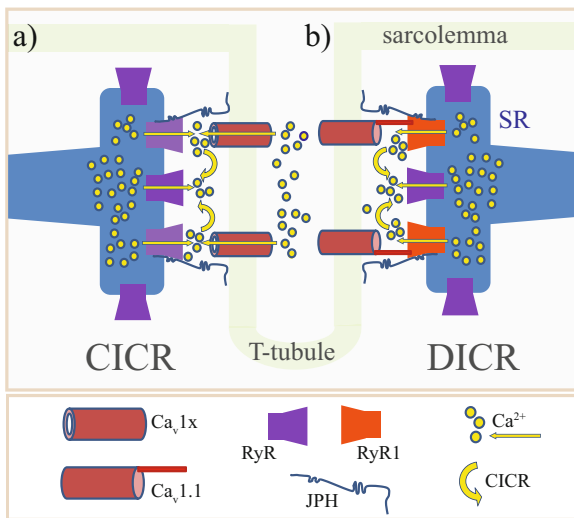 a)
b)
sarcolemma
SR
CICR
T-tubule
DICR
Caᵥ1x
RyR
RyR1
Ca²⁺
Caᵥ1.1
JPH
CICR